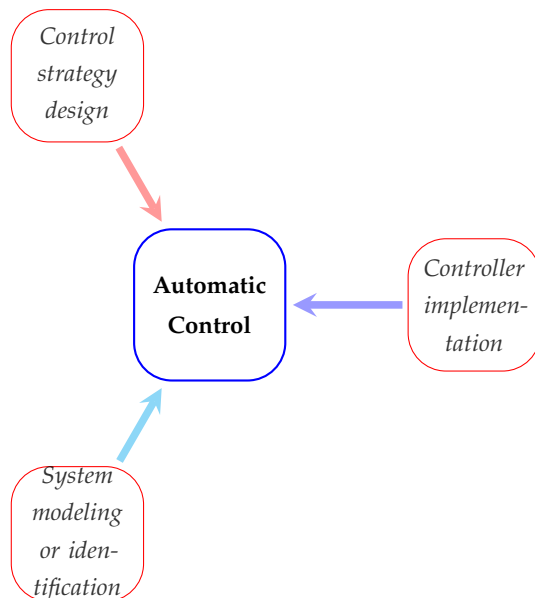 Control
strategy
design
Automatic
Control
Controller
implemen-
tation
System
modeling
or iden-
tification